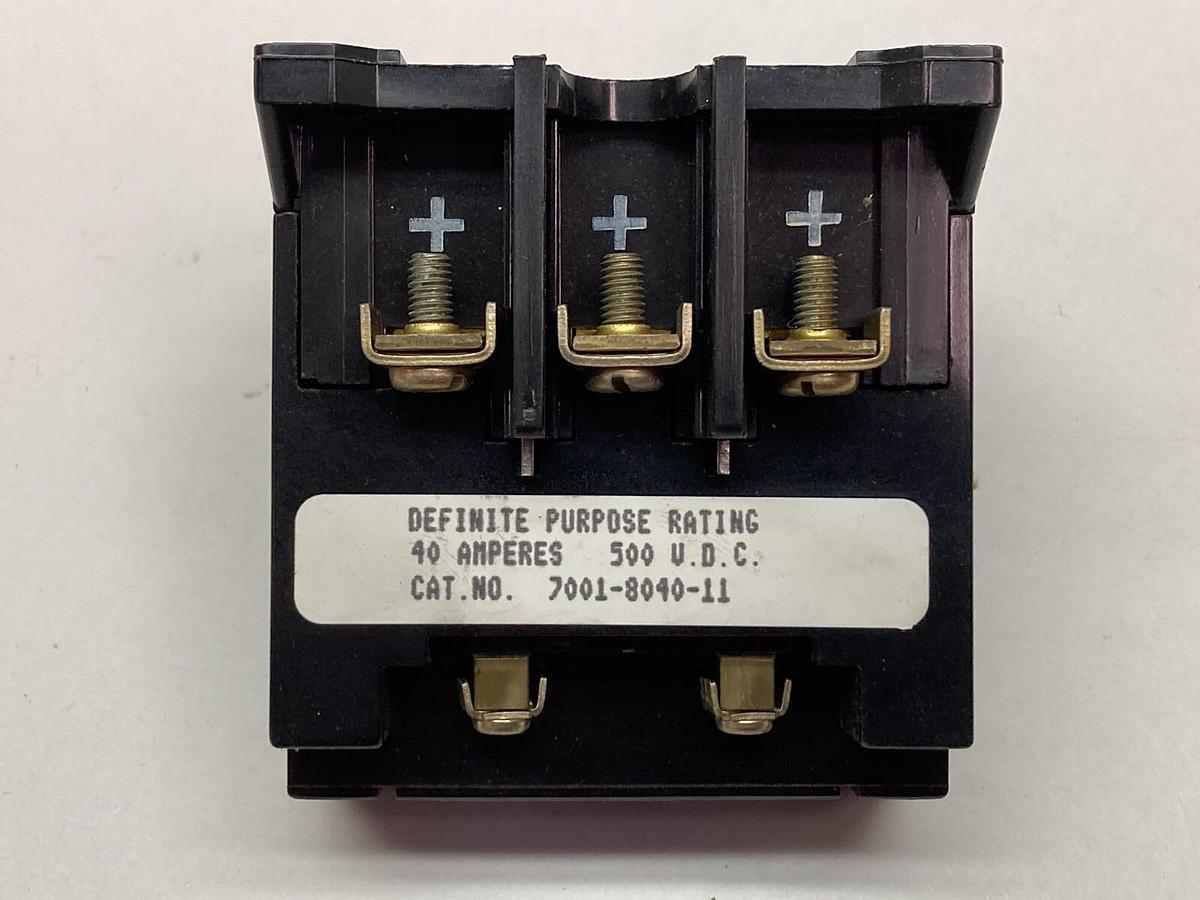 + + +
DEFINITE PURPOSE RATING
40 AMPERES 500 V.D.C.
CAT.NO. 7001-8040-11